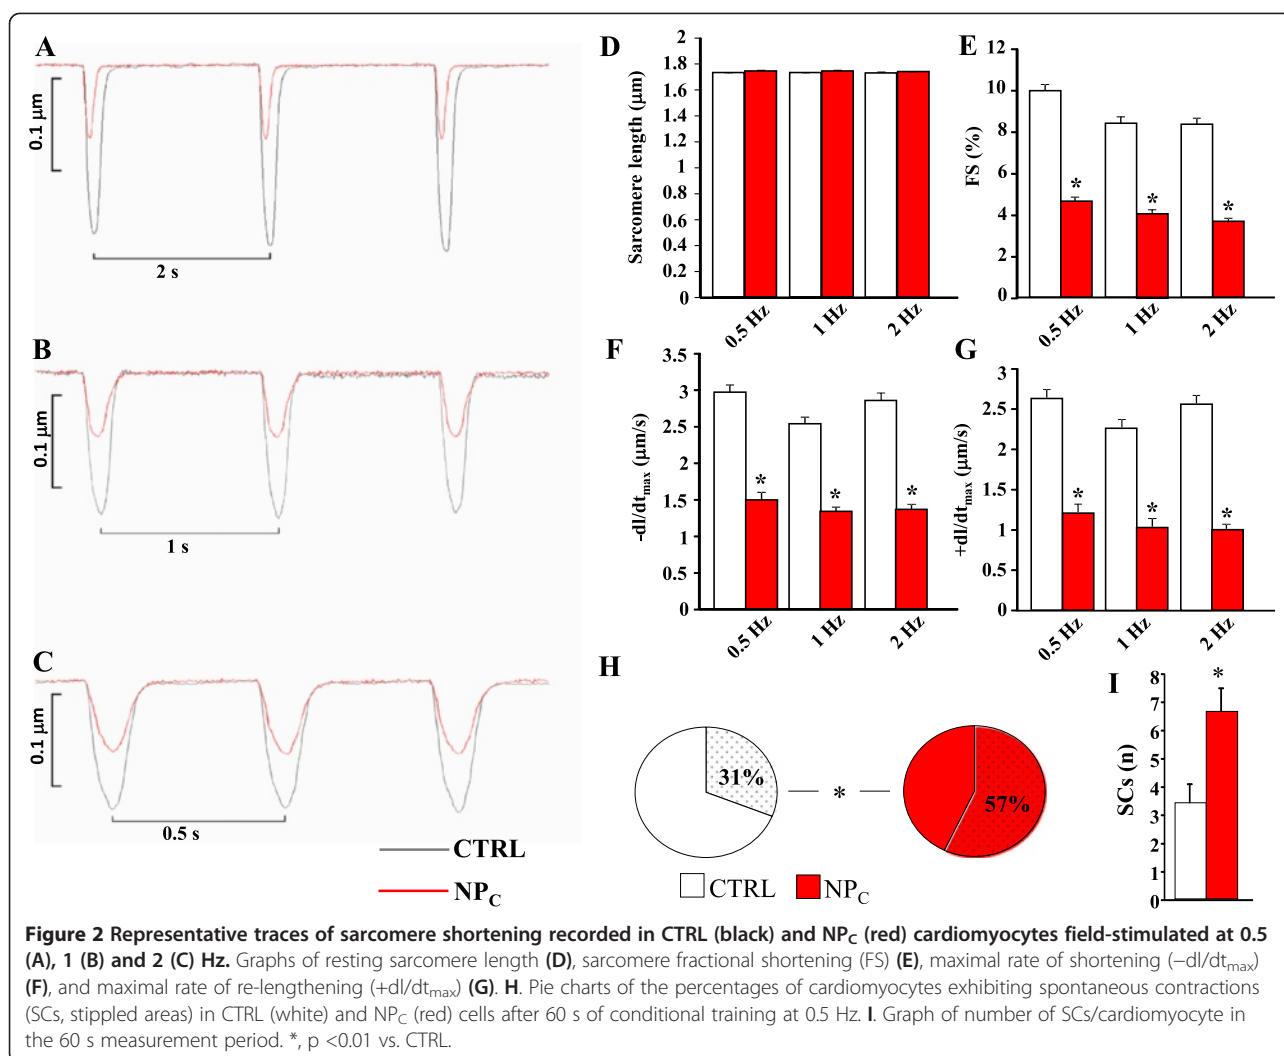 A
0.1 μm
2 s
B
0.1 μm
1 s
C
0.1 μm
0.5 s
CTRL
NPC
D
Sarcomere length (μm)
2
1.8
1.6
1.4
1.2
1
0.8
0.6
0.4
0.2
0
0.5 Hz
1 Hz
2 Hz
E
FS (%)
12
10
8
6
4
2
0
*
*
*
0.5 Hz
1 Hz
2 Hz
F
-dl/dtmax (μm/s)
3.5
3
2.5
2
1.5
1
0.5
0
*
*
*
0.5 Hz
1 Hz
2 Hz
G
+dl/dtmax (μm/s)
3
2.5
2
1.5
1
0.5
0
*
*
*
0.5 Hz
1 Hz
2 Hz
H
31%
*
57%
CTRL
NPC
I
SCs (n)
8
7
6
5
4
3
2
1
0
*
Figure 2 Representative traces of sarcomere shortening recorded in CTRL (black) and NPC (red) cardiomyocytes field-stimulated at 0.5
(A), 1 (B) and 2 (C) Hz. Graphs of resting sarcomere length (D), sarcomere fractional shortening (FS) (E), maximal rate of shortening (−dl/dtmax)
(F), and maximal rate of re-lengthening (+dl/dtmax) (G). H. Pie charts of the percentages of cardiomyocytes exhibiting spontaneous contractions
(SCs, stippled areas) in CTRL (white) and NPC (red) cells after 60 s of conditional training at 0.5 Hz. I. Graph of number of SCs/cardiomyocyte in
the 60 s measurement period. *, p <0.01 vs. CTRL.